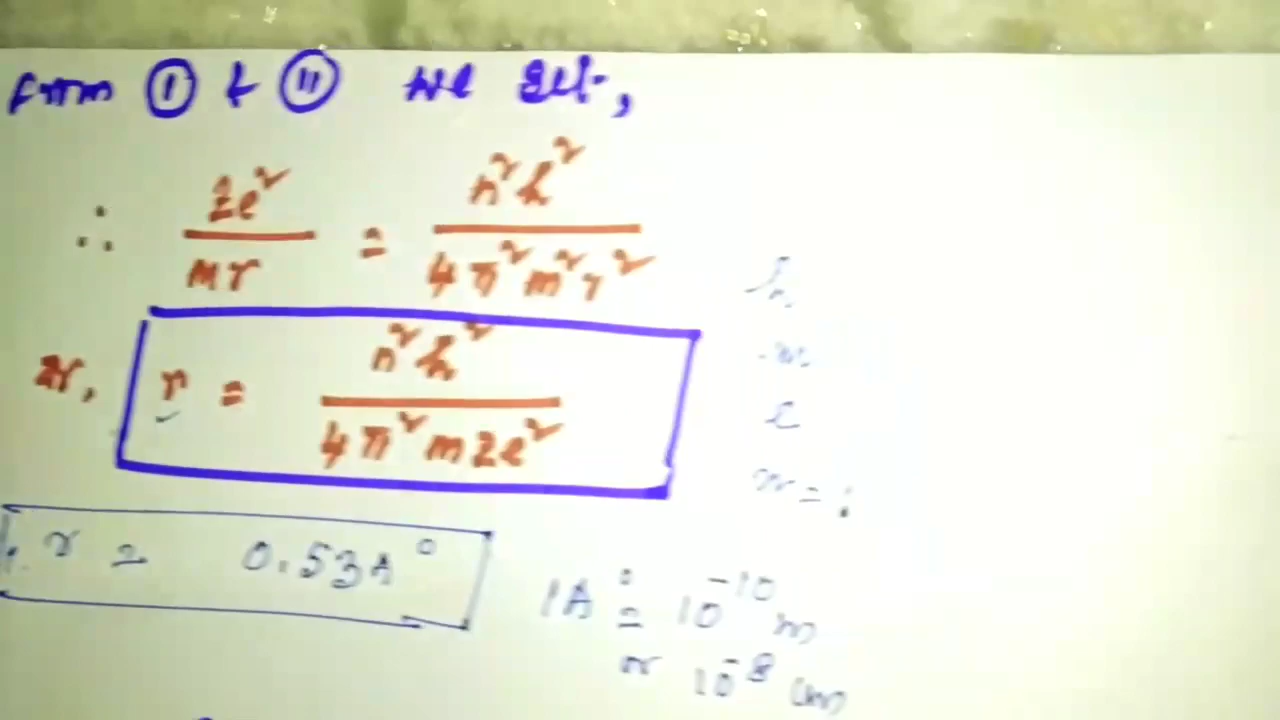 from ① & ⑪ we get,
∴ ze² / mr = n²h² / 4π²m²r²
or, r = n²h² / 4π²mze²
h
m
e
r = 0.53A°
1A° = 10⁻¹⁰ m
or 10⁻⁸ cm